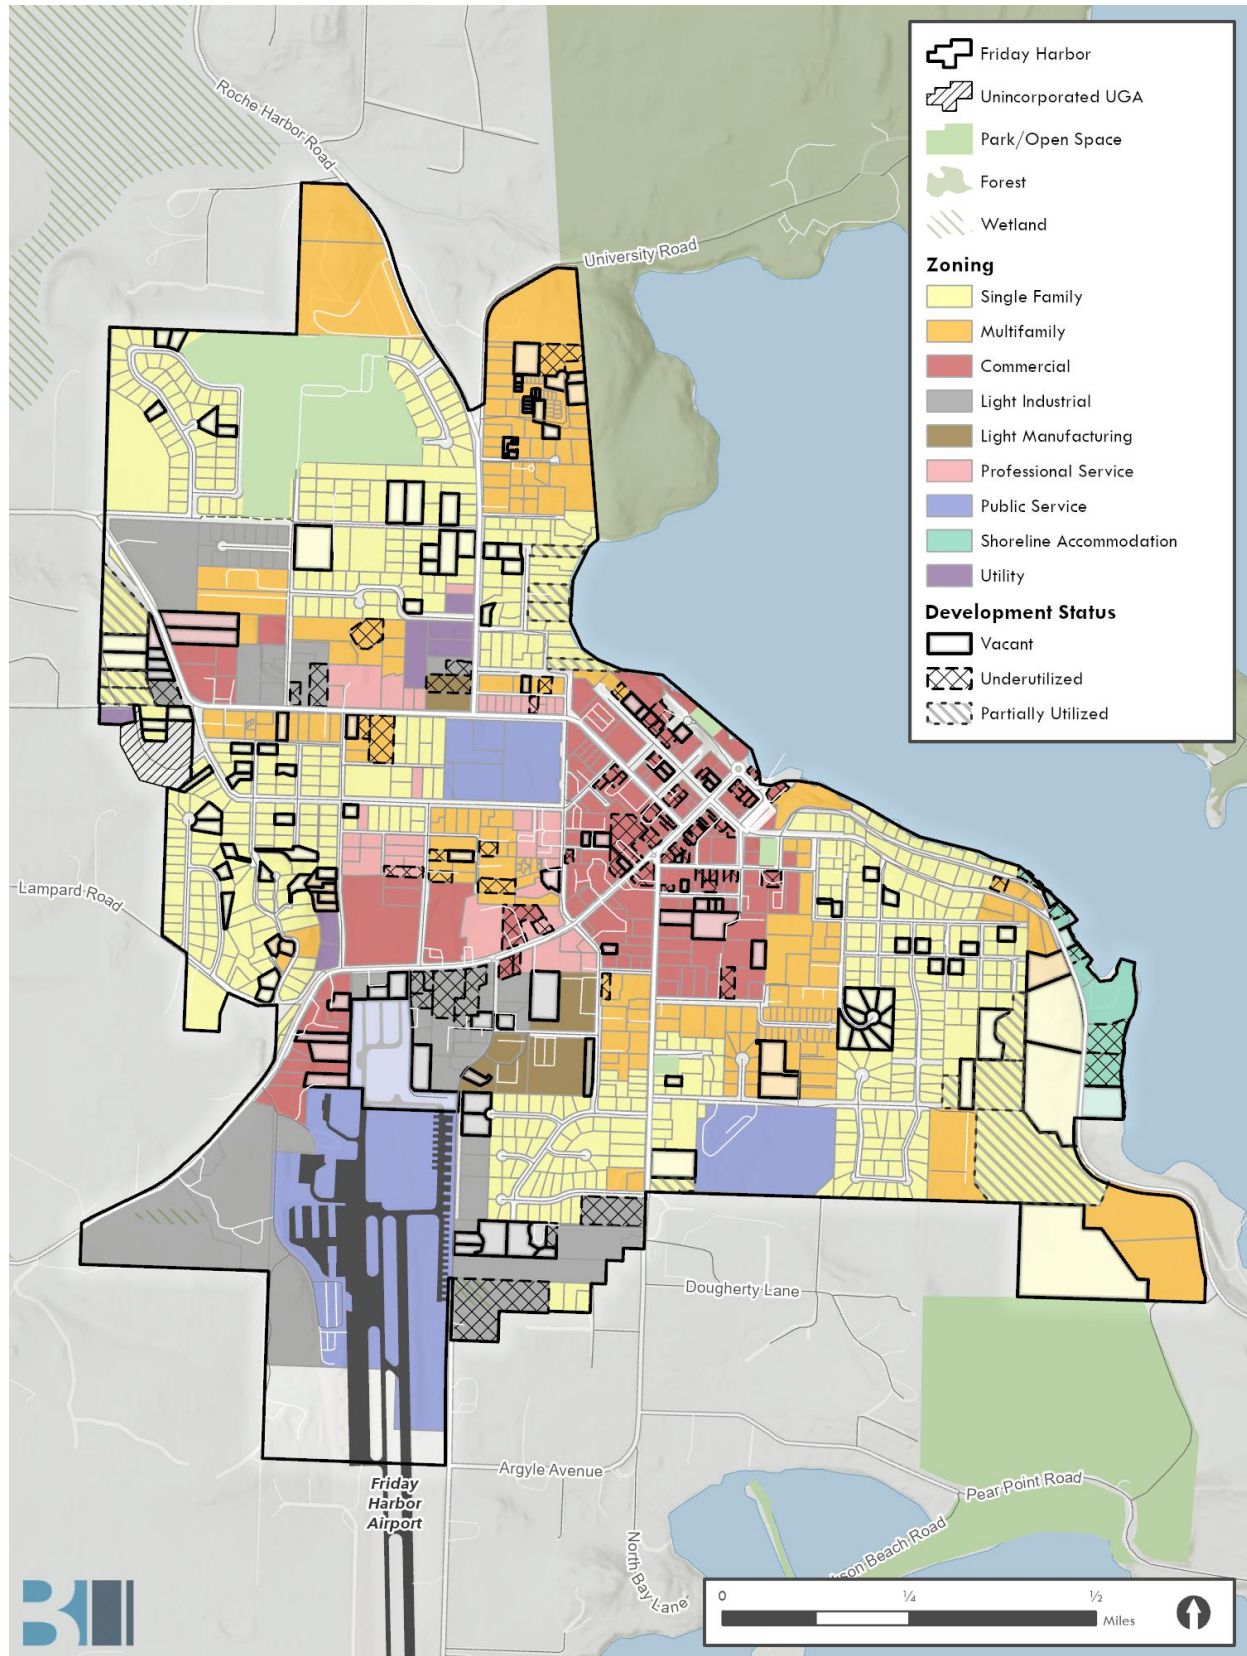 Roche Harbor Road
University Road
Friday Harbor
Unincorporated UGA
Park/Open Space
Forest
Wetland
Zoning
Single Family
Multifamily
Commercial
Light Industrial
Light Manufacturing
Professional Service
Public Service
Shoreline Accommodation
Utility
Development Status
Vacant
Underutilized
Partially Utilized
Lampard Road
Dougherty Lane
Argyle Avenue
Friday
Harbor
Airport
Pear Point Road
Beach Road
North Bay Lane
0 ¼ ½
Miles